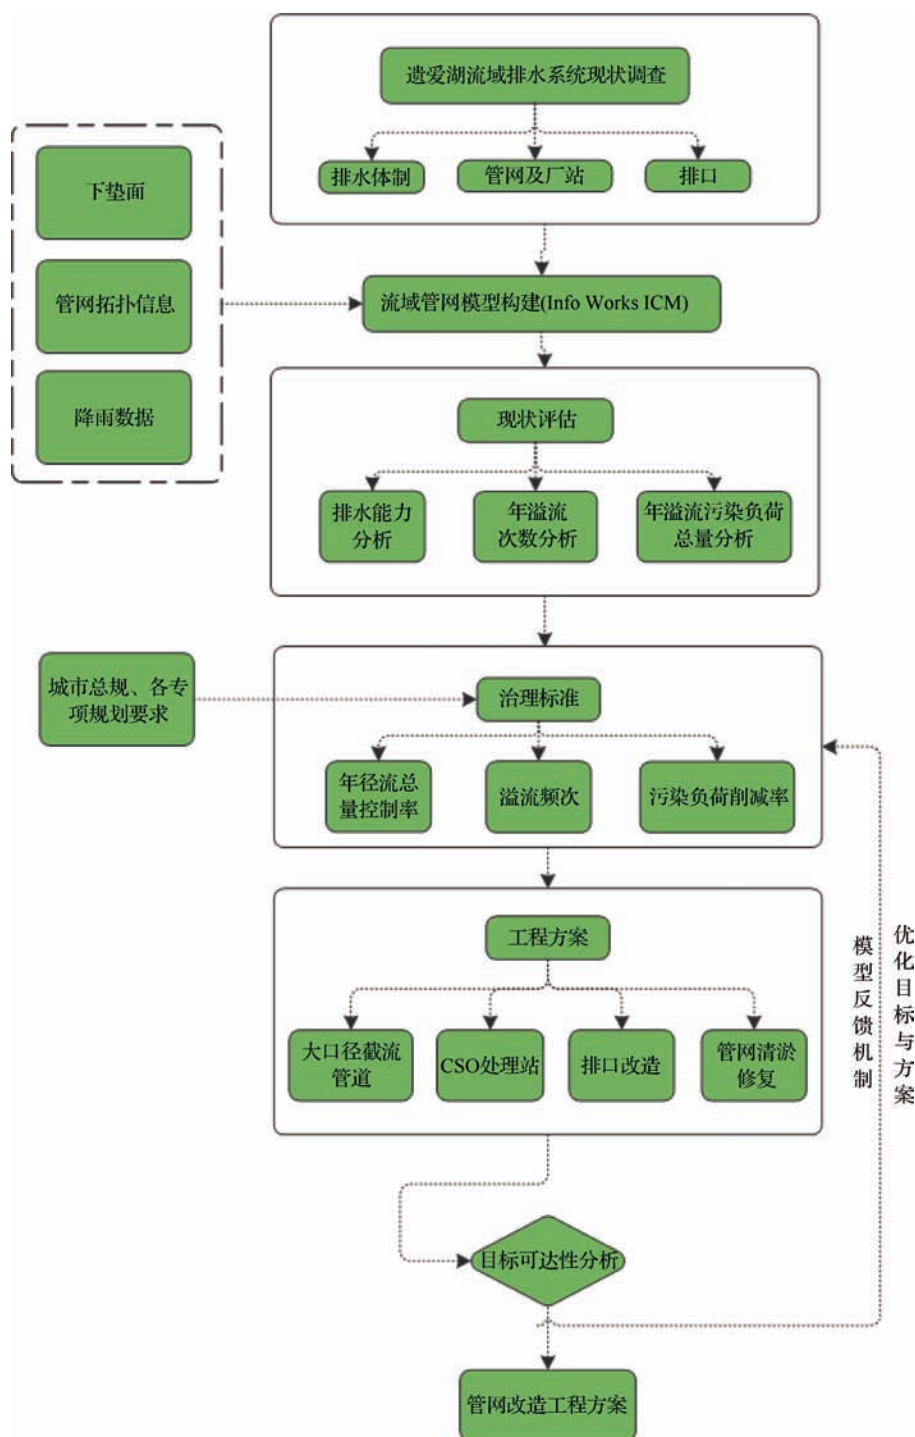 遗爱湖流域排水系统现状调查
排水体制
管网及厂站
排口
下垫面
管网拓扑信息
降雨数据
流域管网模型构建(Info Works ICM)
现状评估
排水能力
分析
年溢流
次数分析
年溢流污染负荷
总量分析
城市总规、各专
项规划要求
治理标准
年径流总
量控制率
溢流频次
污染负荷削减率
工程方案
大口径截流
管道
CSO处理站
排口改造
管网清淤
修复
模型反馈机制
优化目标与方案
目标可达性分析
管网改造工程方案